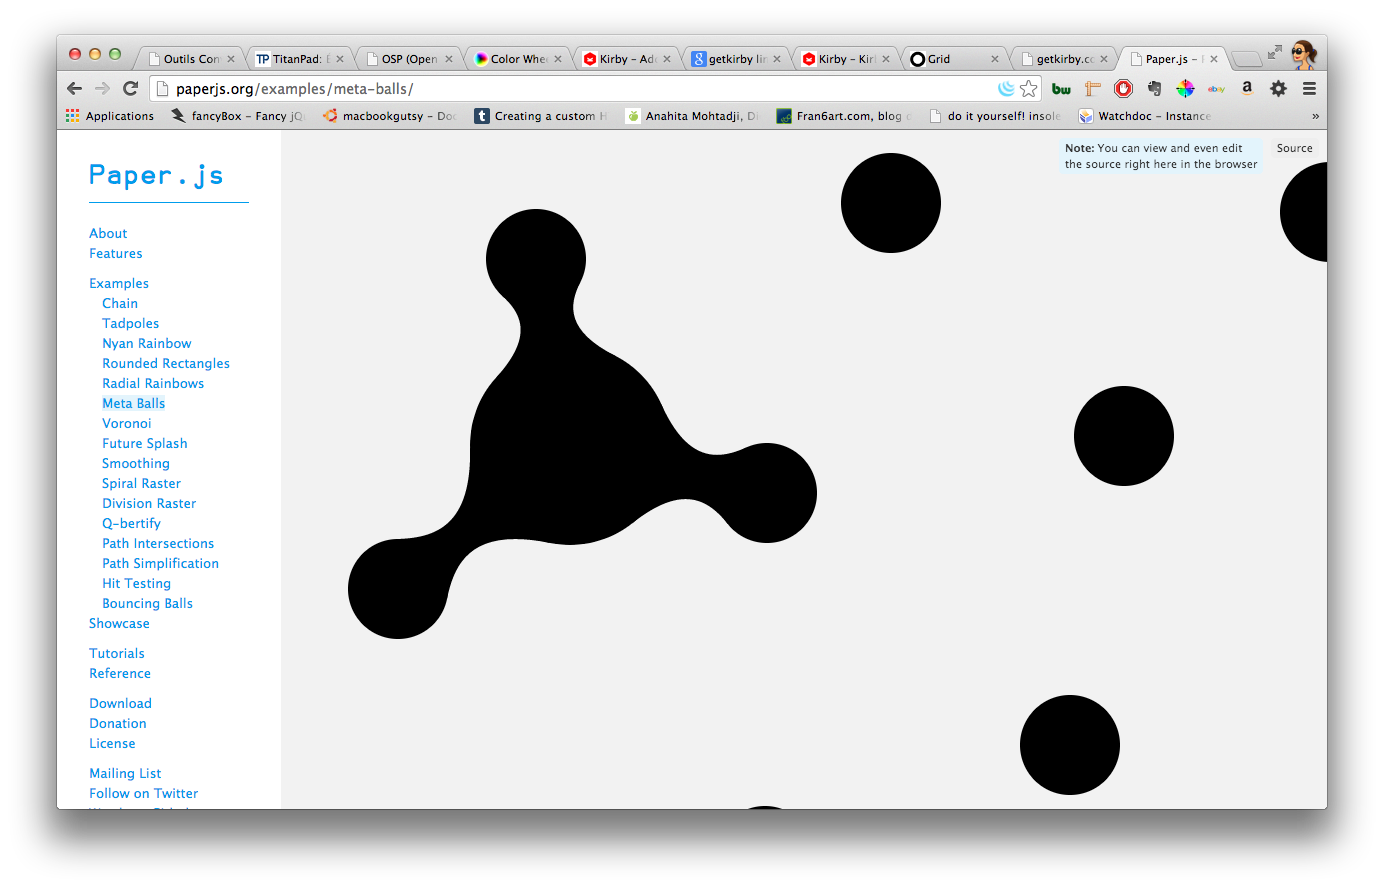 Outils Con
TitanPad: E
OSP (Open
Color Whe
Kirby – Ad
getkirby lin
Kirby – Kir
Grid
getkirby.co
Paper.js –
paperjs.org/examples/meta-balls/
bw
ebay
a
Applications
fancyBox – Fancy jQ
macbookgutsy – Doc
Creating a custom H
Anahita Mohtadji, Di
Fran6art.com, blog d
do it yourself! insole
Watchdoc – Instance
»
Paper.js
Note: You can view and even edit
the source right here in the browser
Source
About
Features
Examples
Chain
Tadpoles
Nyan Rainbow
Rounded Rectangles
Radial Rainbows
Meta Balls
Voronoi
Future Splash
Smoothing
Spiral Raster
Division Raster
Q-bertify
Path Intersections
Path Simplification
Hit Testing
Bouncing Balls
Showcase
Tutorials
Reference
Download
Donation
License
Mailing List
Follow on Twitter